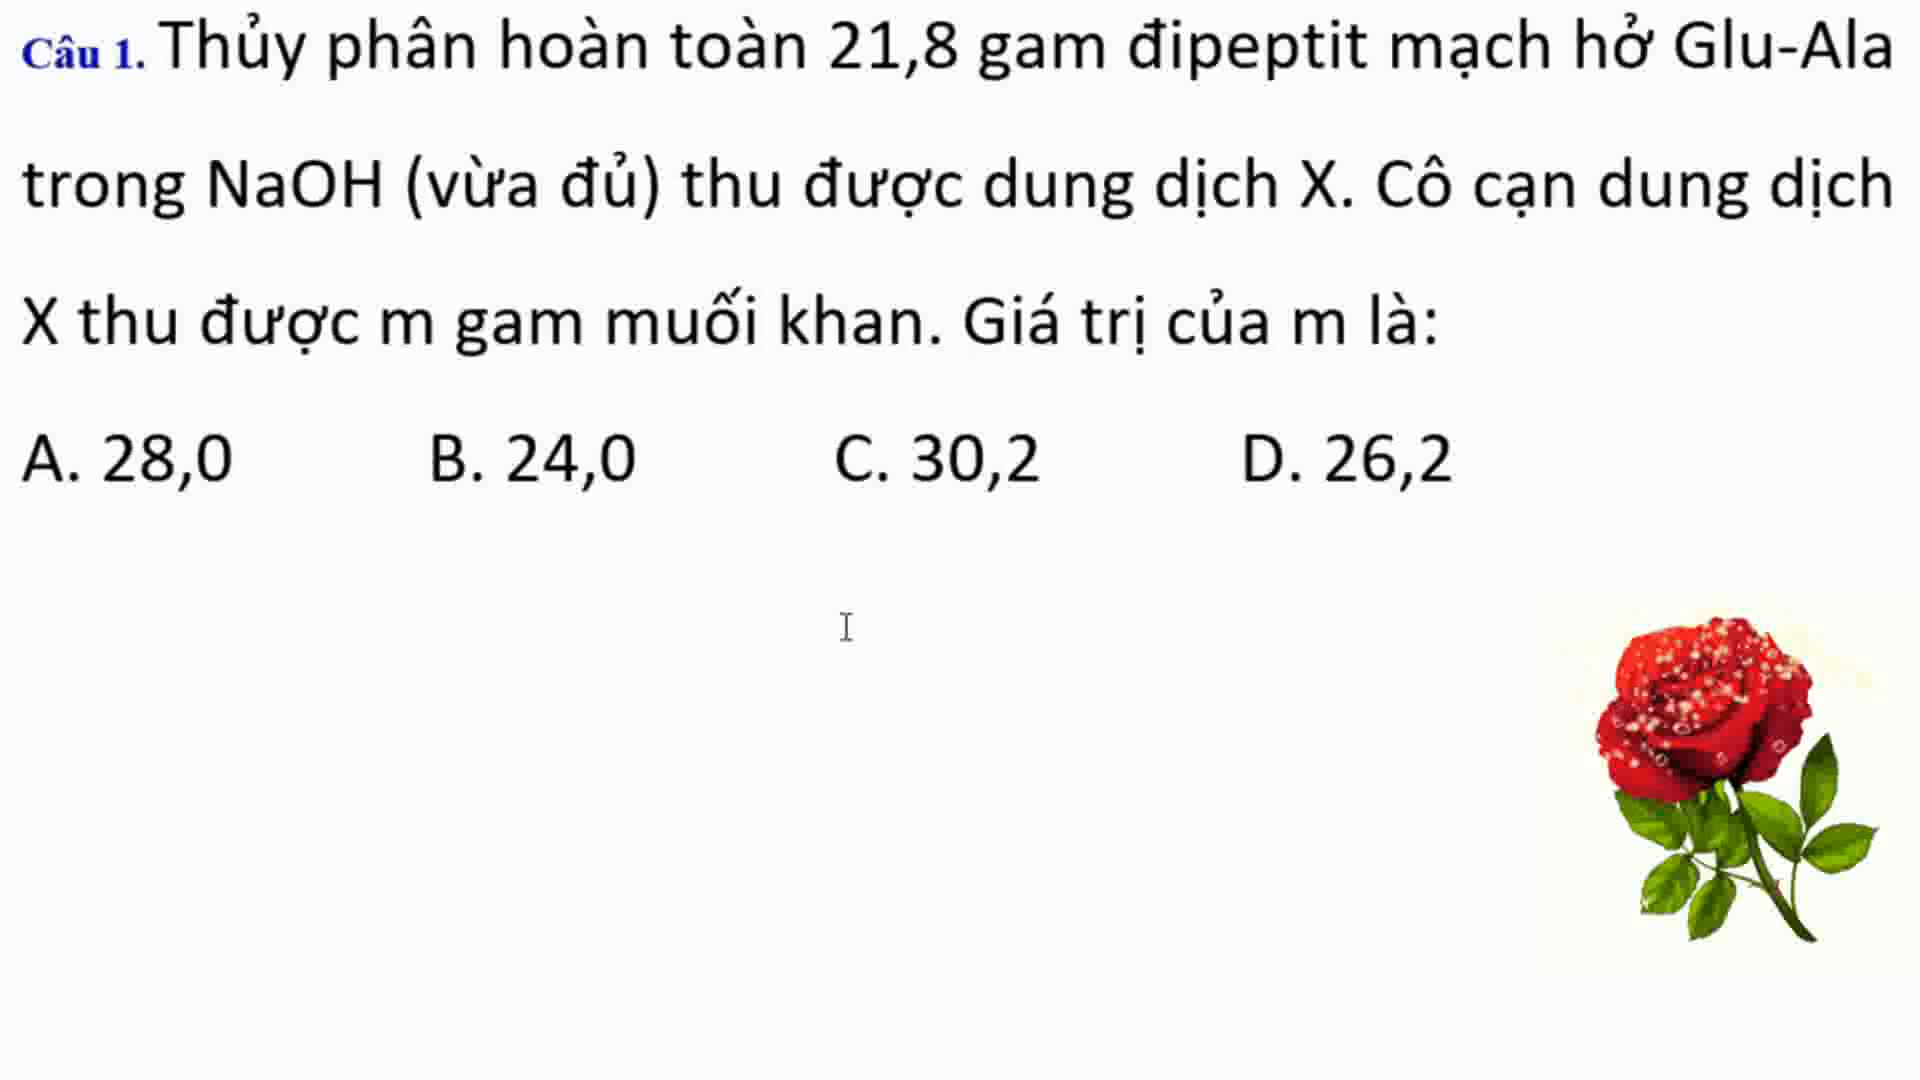 Câu 1. Thủy phân hoàn toàn 21,8 gam đipeptit mạch hở Glu-Ala
trong NaOH (vừa đủ) thu được dung dịch X. Cô cạn dung dịch
X thu được m gam muối khan. Giá trị của m là:
A. 28,0 B. 24,0 C. 30,2 D. 26,2